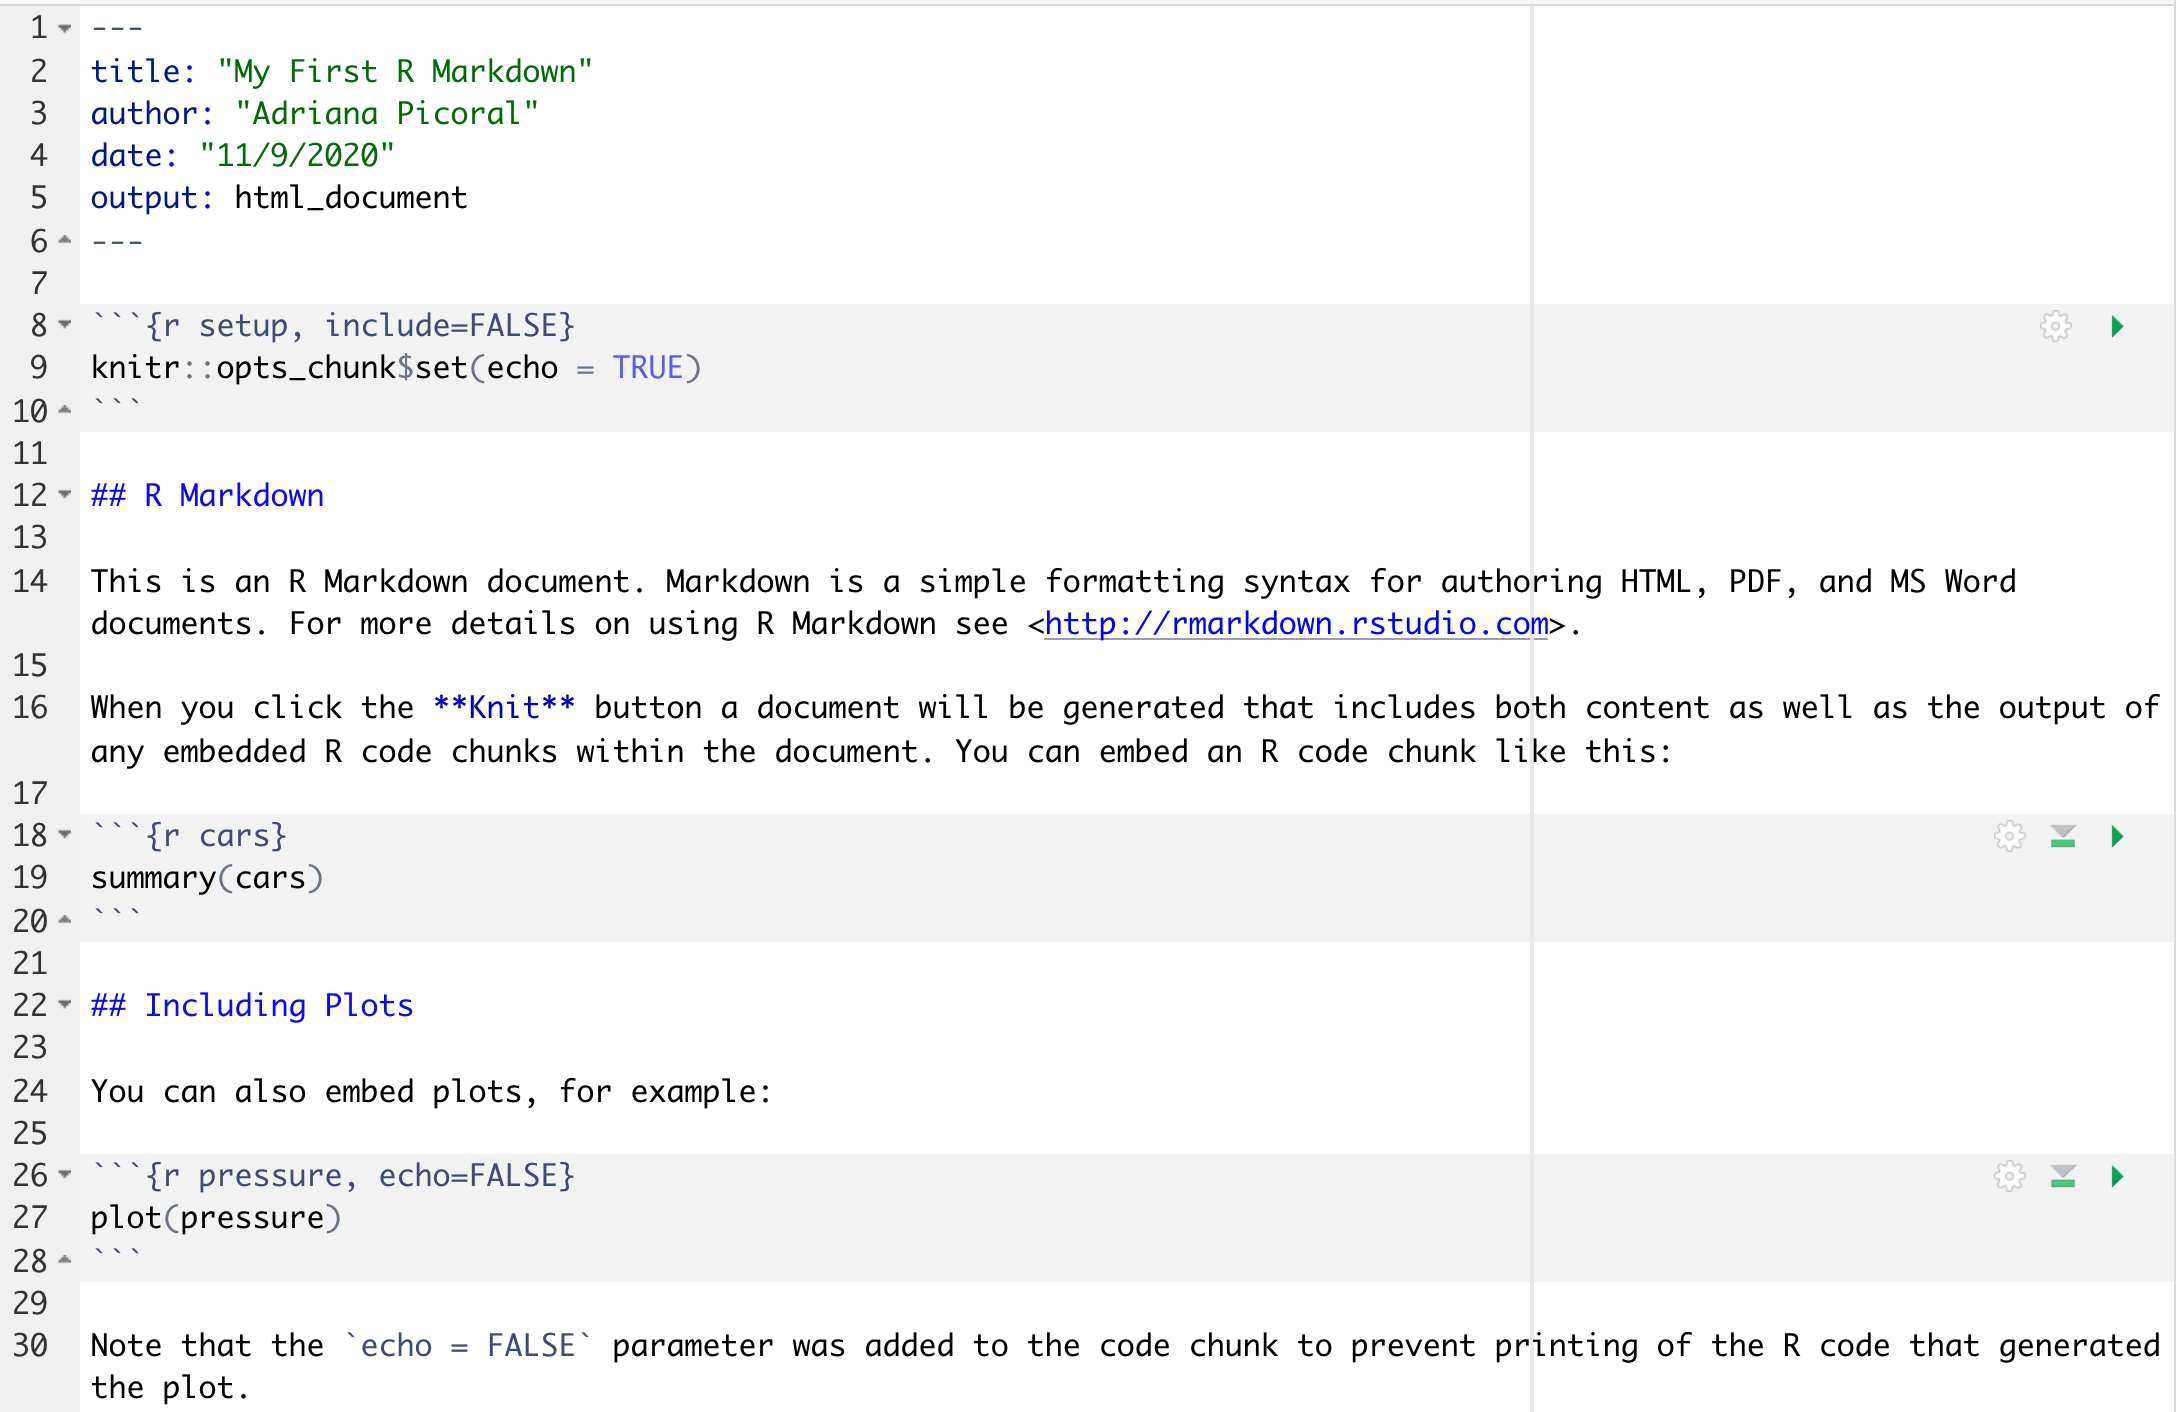 1 ---
2 title: "My First R Markdown"
3 author: "Adriana Picoral"
4 date: "11/9/2020"
5 output: html_document
6 ---
7
8 ```{r setup, include=FALSE}
9 knitr::opts_chunk$set(echo = TRUE)
10 ```
11
12 ## R Markdown
13
14 This is an R Markdown document. Markdown is a simple formatting syntax for authoring HTML, PDF, and MS Word
documents. For more details on using R Markdown see <http://rmarkdown.rstudio.com>.
15
16 When you click the **Knit** button a document will be generated that includes both content as well as the output of
any embedded R code chunks within the document. You can embed an R code chunk like this:
17
18 ```{r cars}
19 summary(cars)
20 ```
21
22 ## Including Plots
23
24 You can also embed plots, for example:
25
26 ```{r pressure, echo=FALSE}
27 plot(pressure)
28 ```
29
30 Note that the `echo = FALSE` parameter was added to the code chunk to prevent printing of the R code that generated
the plot.